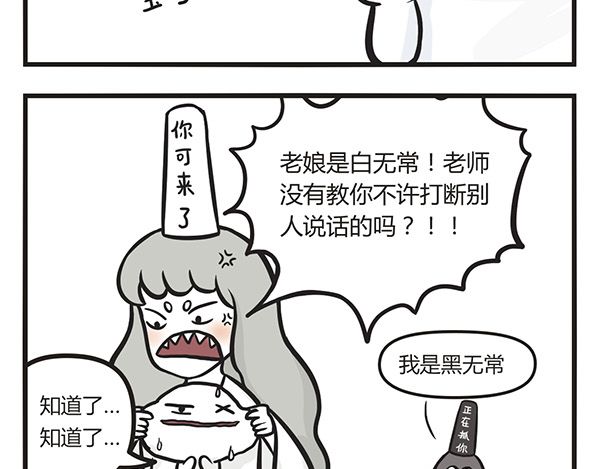 你可来了
老娘是白无常！老师
没有教你不许打断别
人说话的吗？！！
我是黑无常
正在抓你
知道了...
知道了...